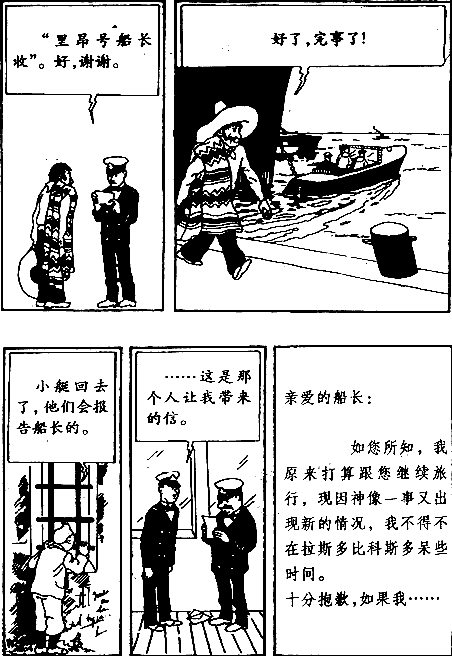 “里昂号船长
收”。好,谢谢。
好了,完事了!
小艇回去
了,他们会报
告船长的。
……这是那
个人让我带来
的信。
亲爱的船长:
如您所知，我
原来打算跟您继续旅
行，现因神像一事又出
现新的情况，我不得不
在拉斯多比科斯多呆些
时间。
十分抱歉,如果我……